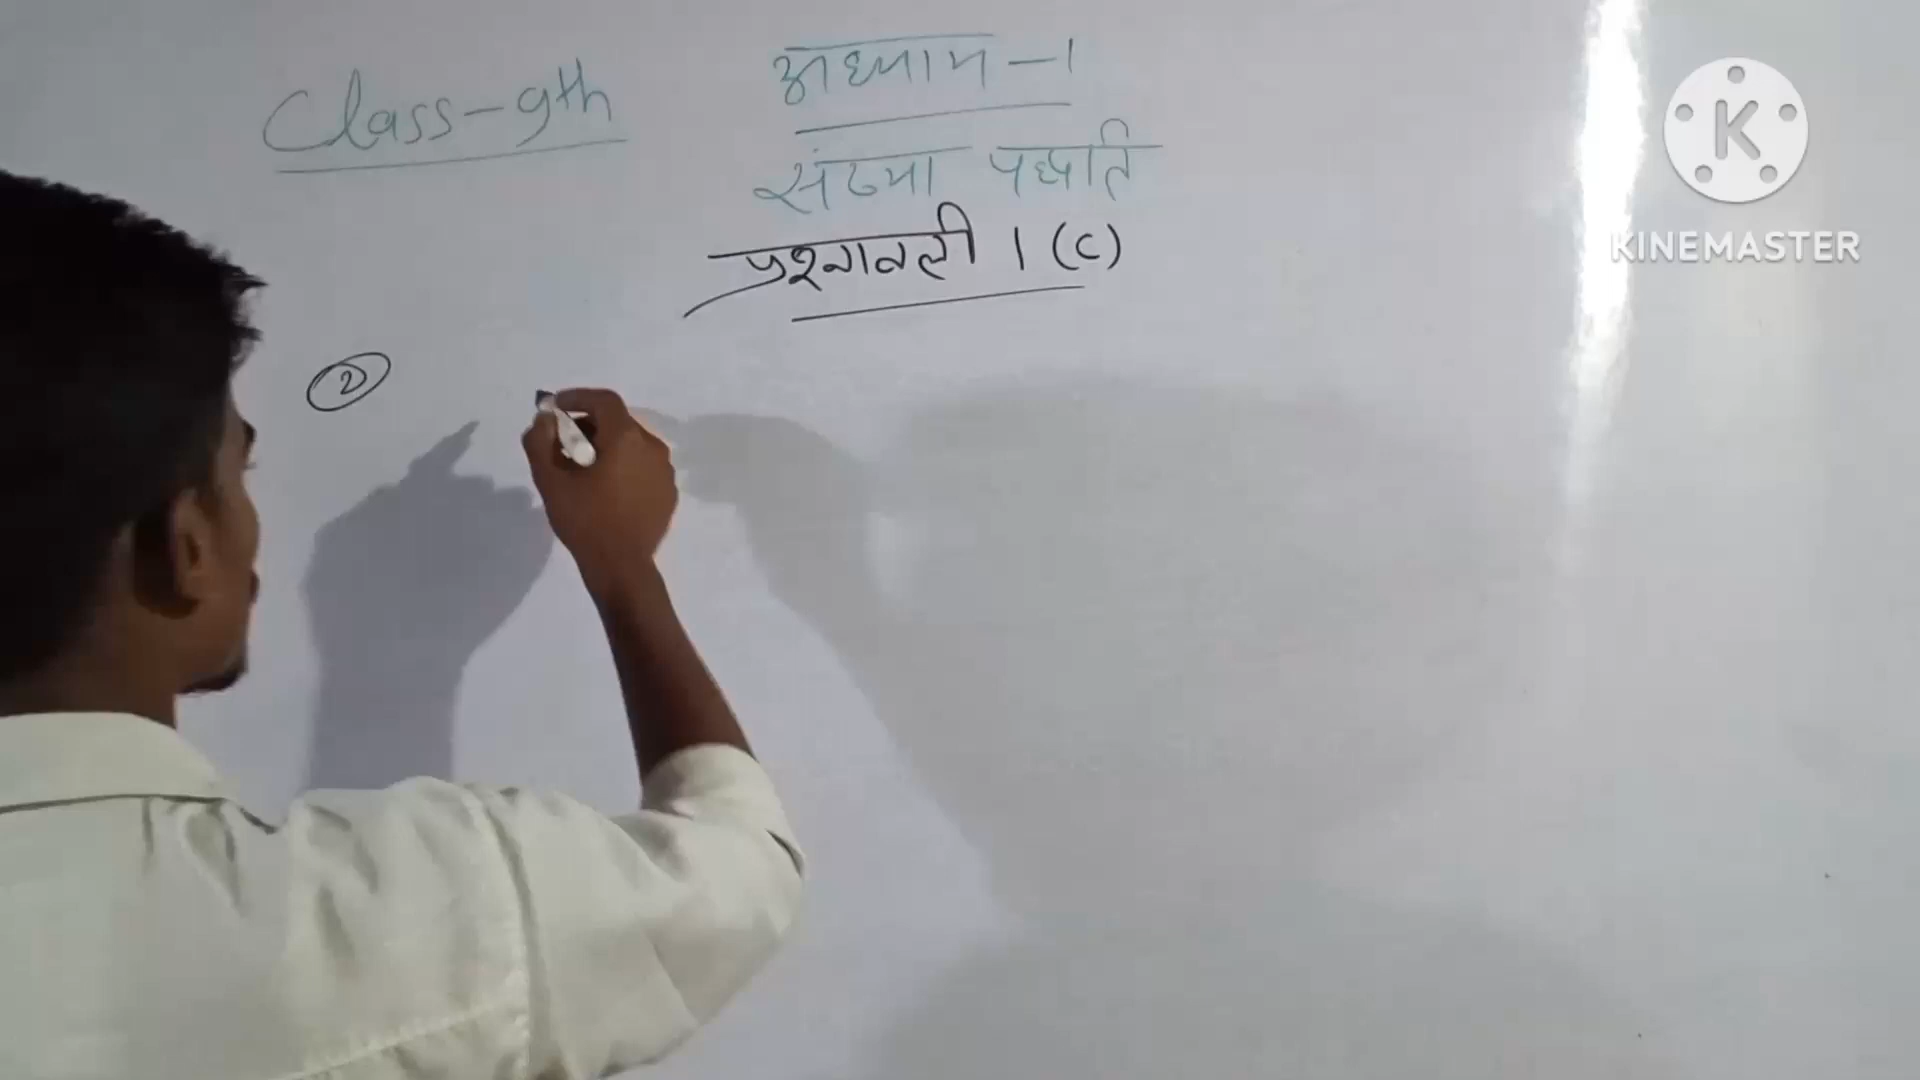 Class-9th
अध्याय-1
संख्या पद्धति
प्रश्नावली 1 (C)
2
K
KINEMASTER